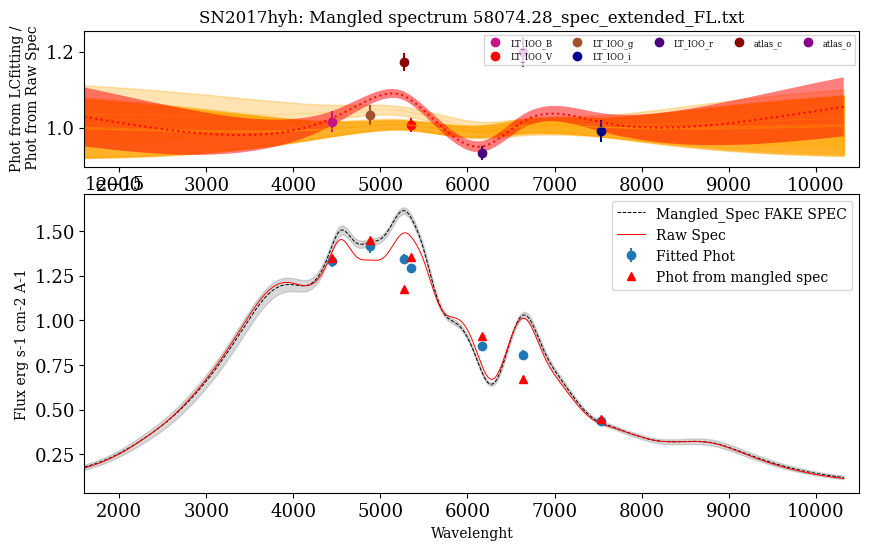 SN2017hyh: Mangled spectrum 58074.28_spec_extended_FL.txt
Phot from LCfitting /
Phot from Raw Spec
1.2
1.0
LT_IOO_B
LT_IOO_V
LT_IOO_g
LT_IOO_i
LT_IOO_r
atlas_c
atlas_o
2000 3000 4000 5000 6000 7000 8000 9000 10000
1e−15
Flux erg s-1 cm-2 A-1
1.50
1.25
1.00
0.75
0.50
0.25
Mangled_Spec FAKE SPEC
Raw Spec
Fitted Phot
Phot from mangled spec
2000 3000 4000 5000 6000 7000 8000 9000 10000
Wavelenght